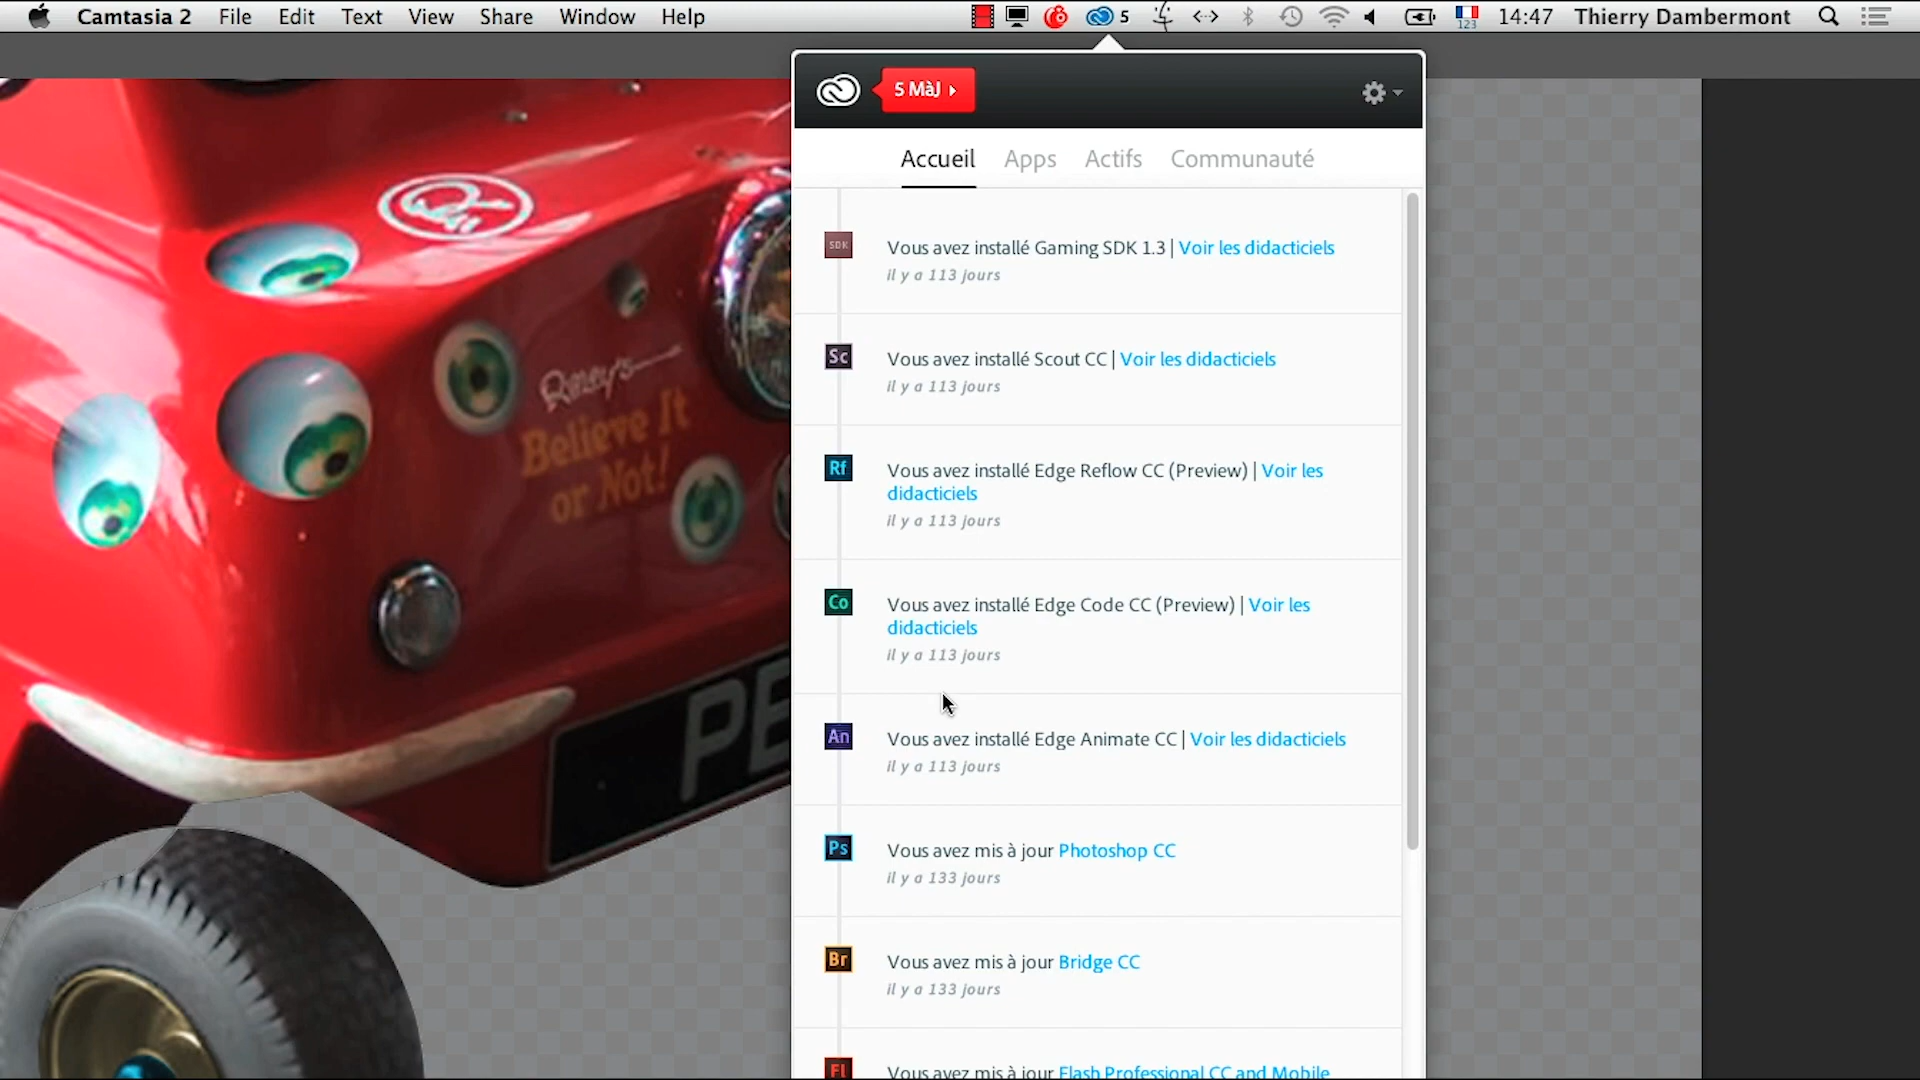 Camtasia 2 File Edit Text View Share Window Help 5 123 14:47 Thierry Dambermont
5 MàJ
Accueil Apps Actifs Communauté
SDK
Vous avez installé Gaming SDK 1.3 | Voir les didacticiels
il y a 113 jours
Sc
Vous avez installé Scout CC | Voir les didacticiels
il y a 113 jours
Rf
Vous avez installé Edge Reflow CC (Preview) | Voir les
didacticiels
il y a 113 jours
Co
Vous avez installé Edge Code CC (Preview) | Voir les
didacticiels
il y a 113 jours
An
Vous avez installé Edge Animate CC | Voir les didacticiels
il y a 113 jours
Ps
Vous avez mis à jour Photoshop CC
il y a 133 jours
Br
Vous avez mis à jour Bridge CC
il y a 133 jours
Fl
Vous avez mis à jour Flash Professional CC and Mobile
Ripley's
Believe It
or Not!
PE